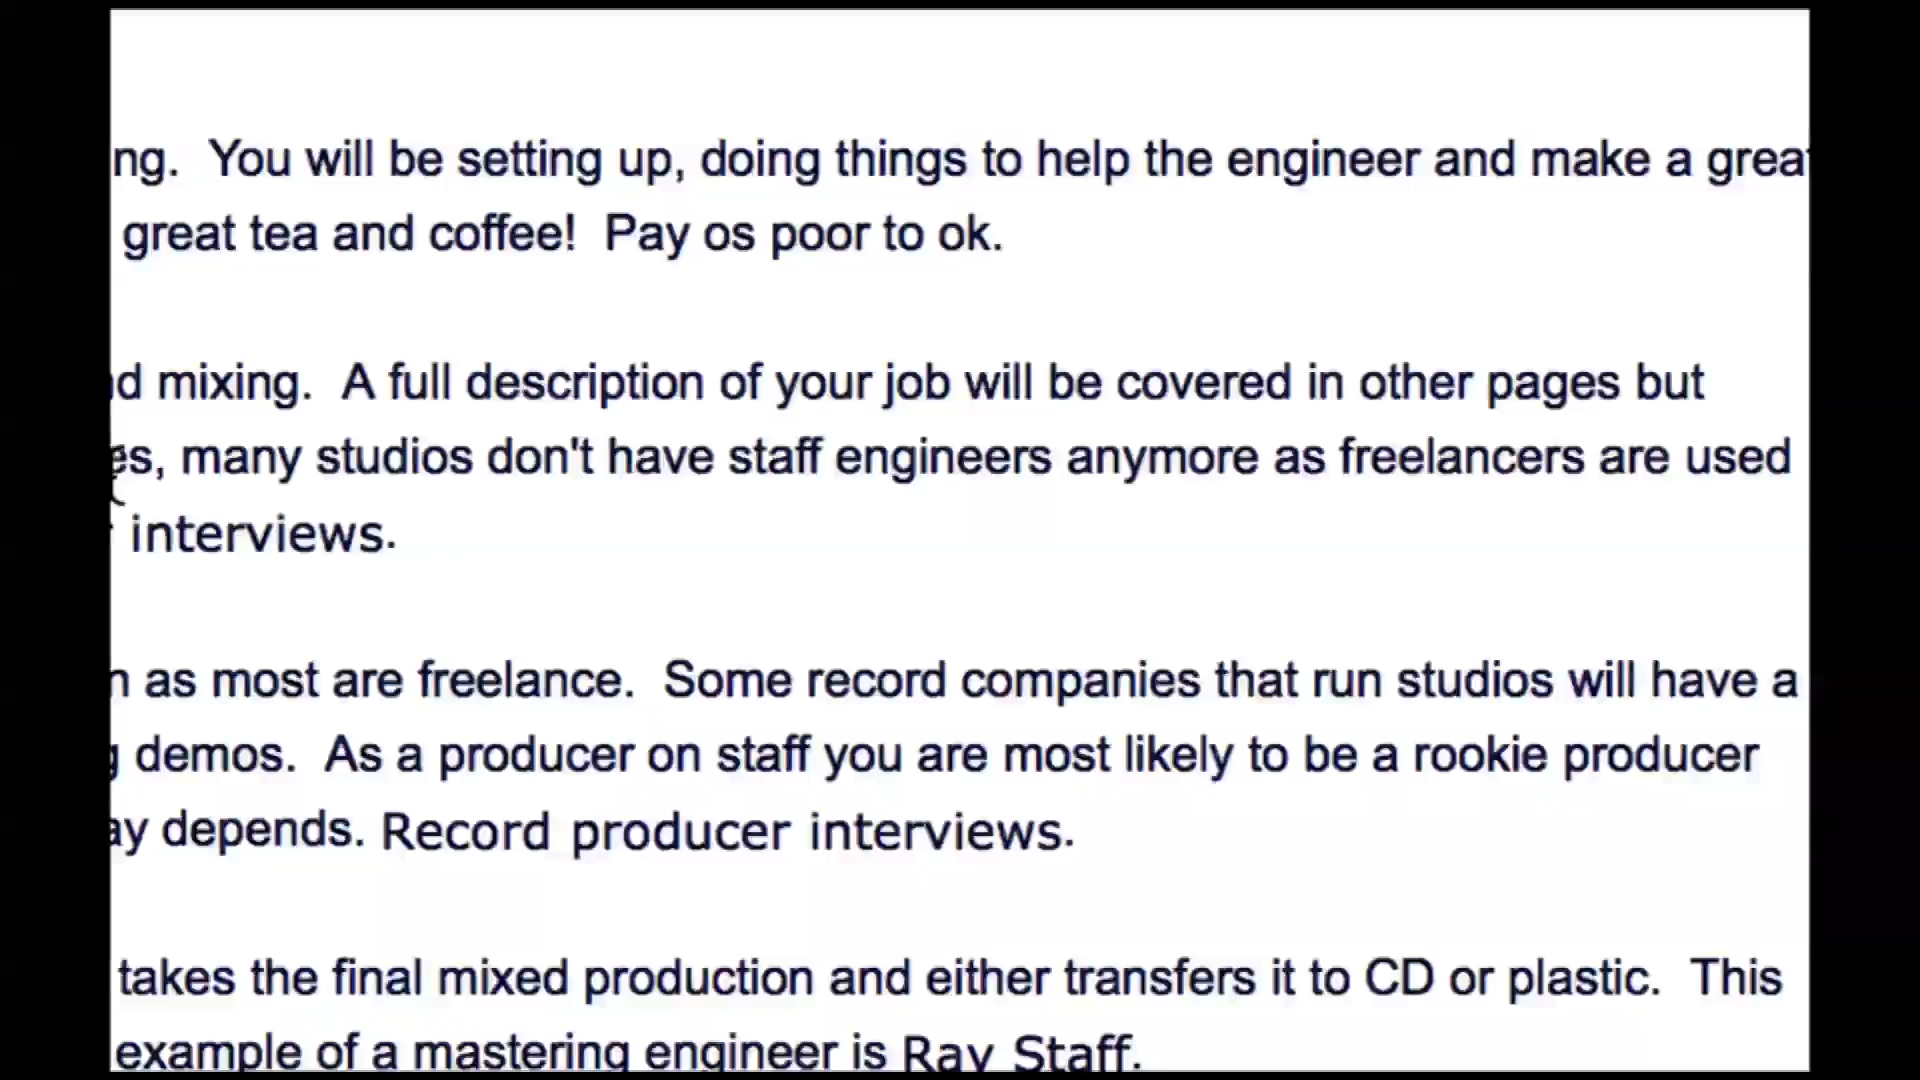 ng. You will be setting up, doing things to help the engineer and make a great
great tea and coffee! Pay os poor to ok.
d mixing. A full description of your job will be covered in other pages but
es, many studios don't have staff engineers anymore as freelancers are used
interviews.
n as most are freelance. Some record companies that run studios will have a
g demos. As a producer on staff you are most likely to be a rookie producer
ay depends. Record producer interviews.
takes the final mixed production and either transfers it to CD or plastic. This
example of a mastering engineer is Ray Staff.